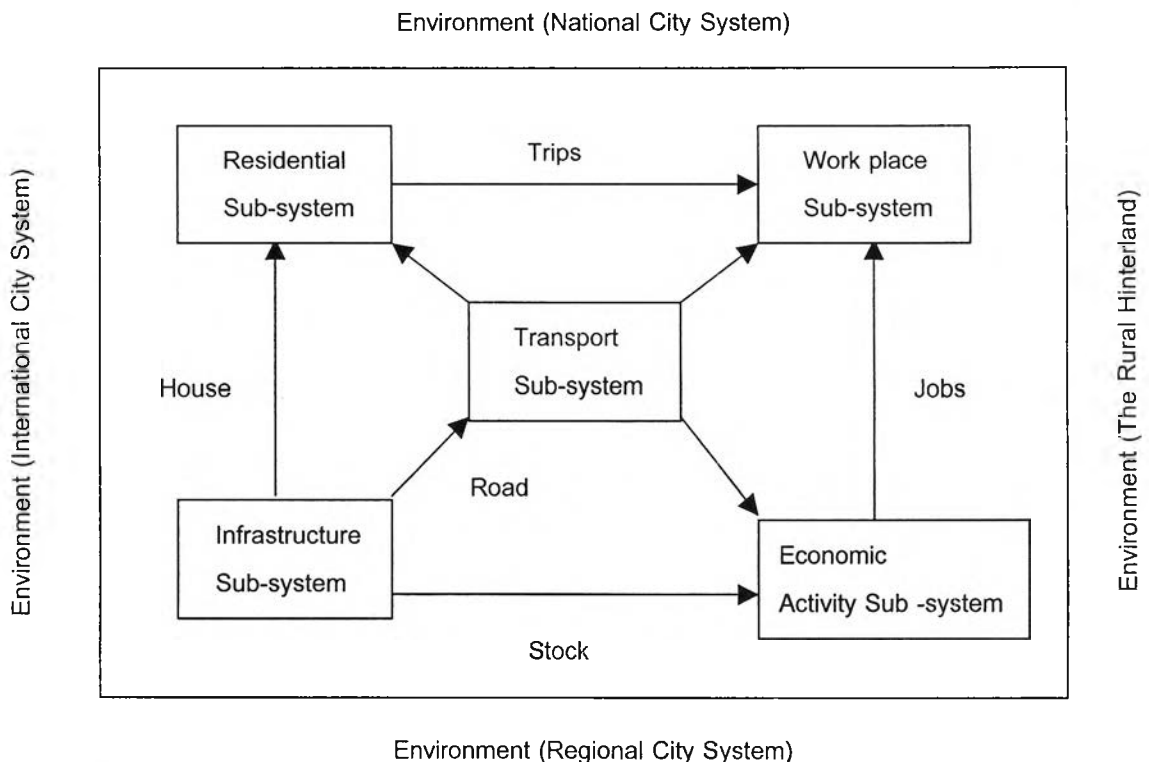 Environment (National City System)
Residential
Sub-system
Trips
Work place
Sub-system
Environment (International City System)
Environment (The Rural Hinterland)
Transport
Sub-system
House
Jobs
Road
Infrastructure
Sub-system
Economic
Activity Sub -system
Stock
Environment (Regional City System)